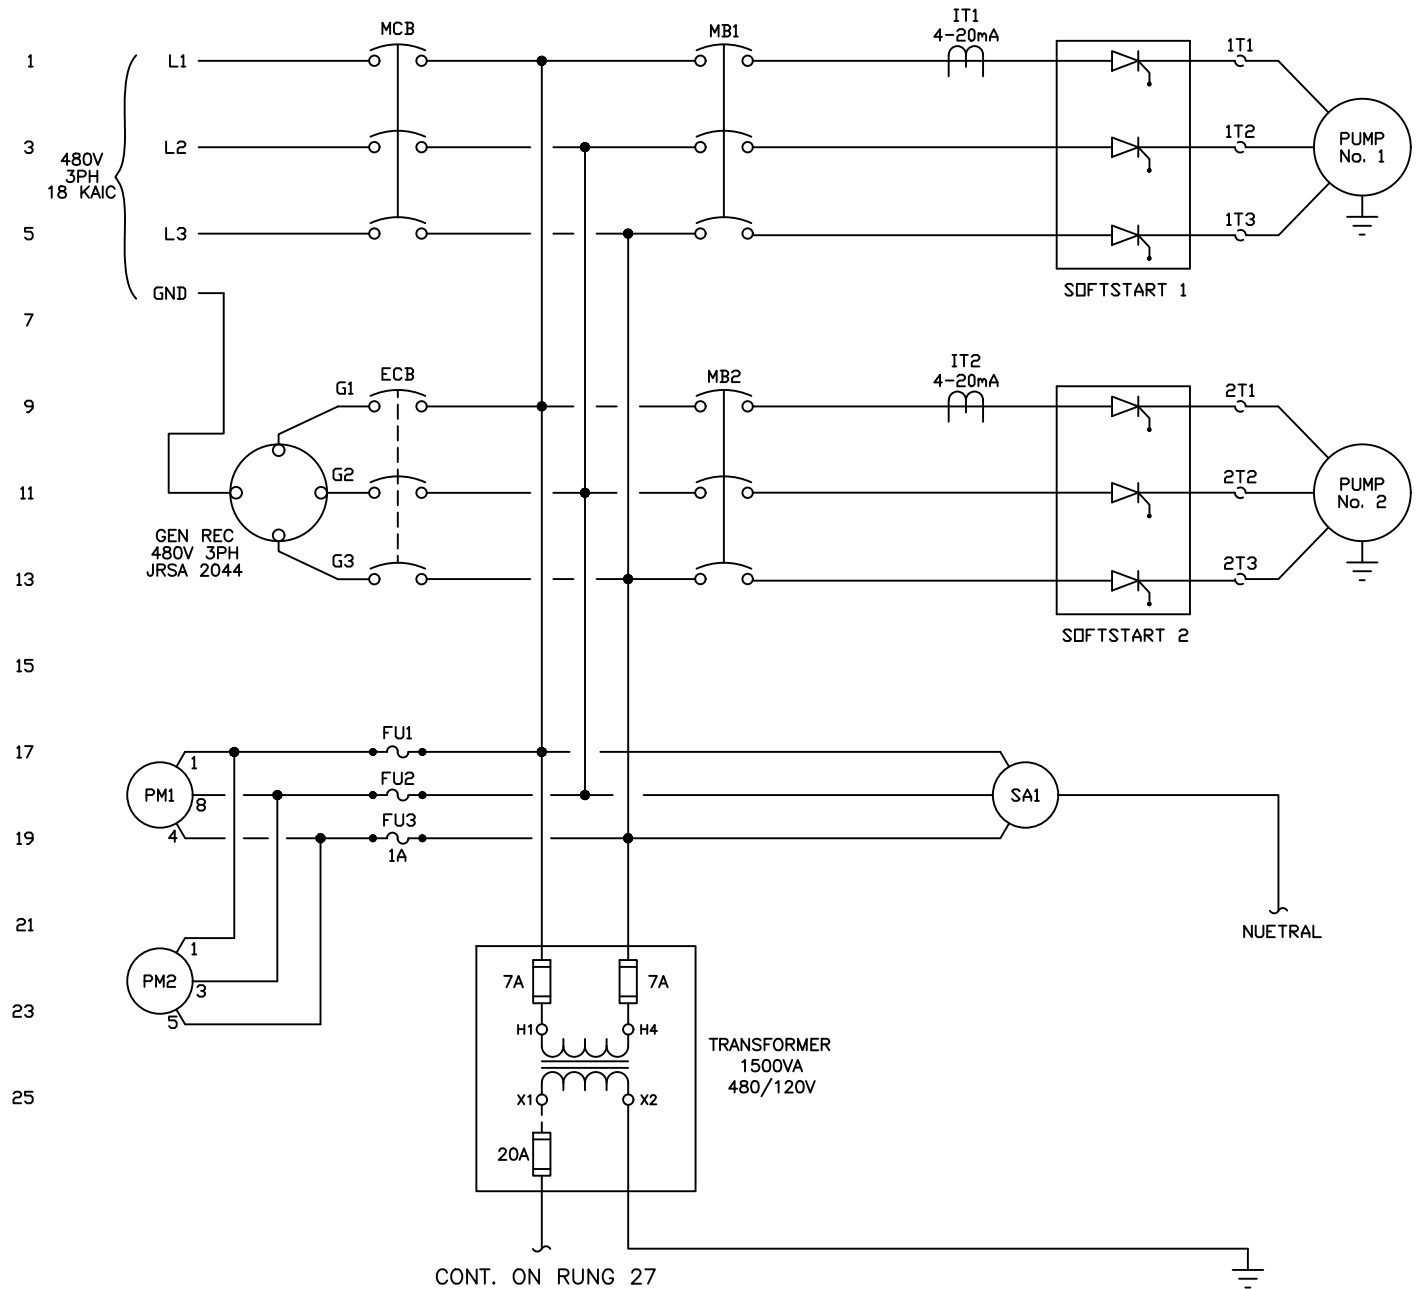 MCB
MB1
IT1
4-20mA
1T1
1
L1
3
L2
1T2
PUMP
No. 1
480V
3PH
18 KAIC
5
L3
1T3
GND
SOFTSTART 1
7
ECB
MB2
IT2
4-20mA
2T1
9
G1
11
G2
2T2
PUMP
No. 2
GEN REC
480V 3PH
JRSA 2044
13
G3
2T3
SOFTSTART 2
15
17
FU1
1
PM1
8
FU2
SA1
19
4
FU3
1A
21
NUETRAL
1
PM2
3
5
7A
7A
23
H1
H4
TRANSFORMER
1500VA
480/120V
25
X1
X2
20A
CONT. ON RUNG 27